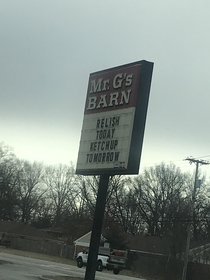 Mr. G's
BARN
RELISH
TODAY
KETCHUP
TOMORROW